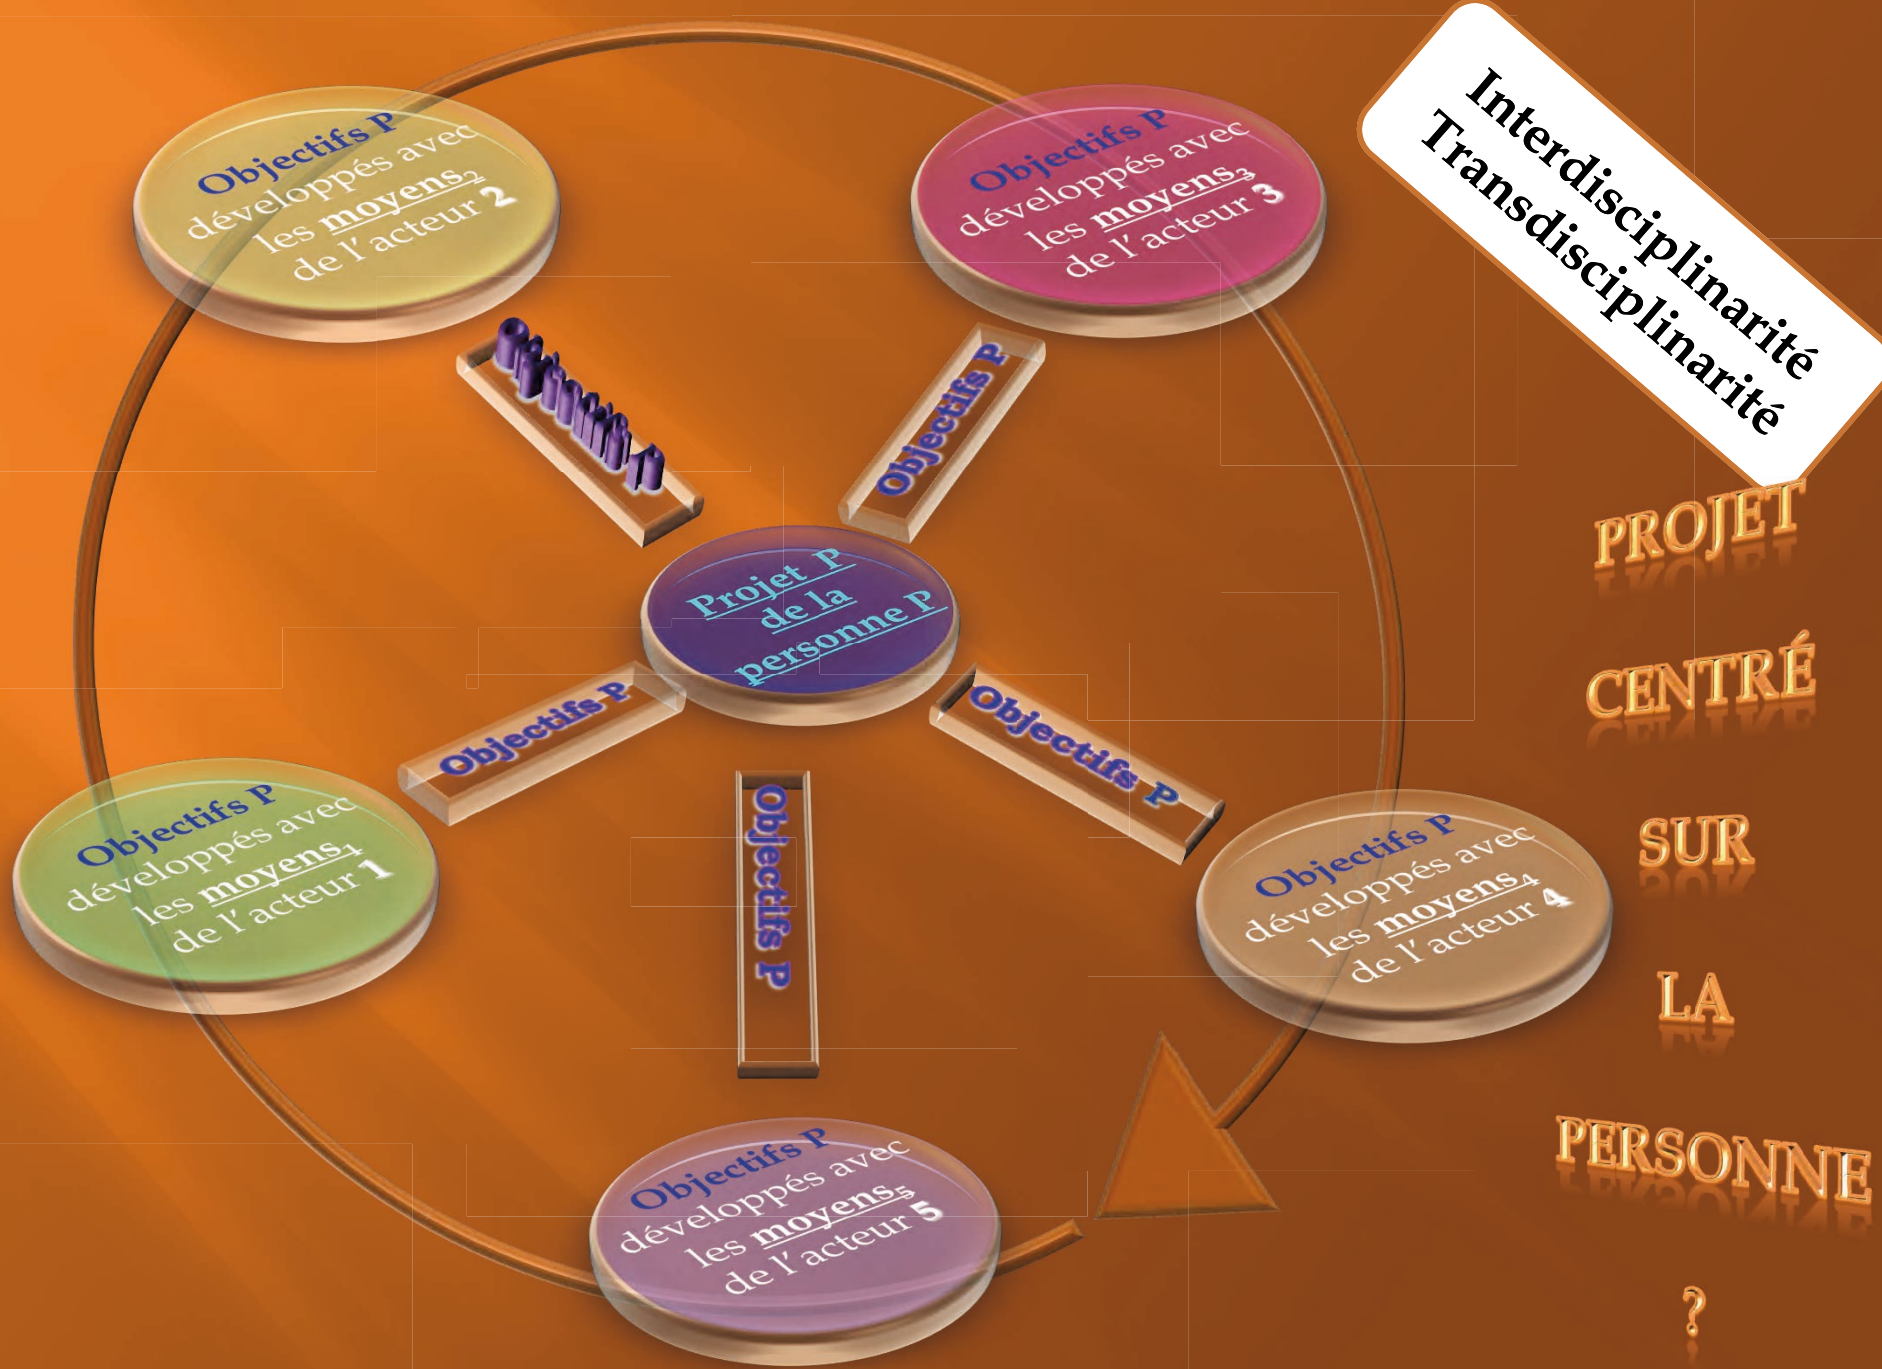 Interdisciplinarité
Transdisciplinarité
Objectifs P
développés avec
les moyens₂
de l’ acteur 2
Objectifs P
développés avec
les moyens₃
de l’ acteur 3
Objectifs P
Objectifs P
Projet P
de la
personne P
Objectifs P
Objectifs P
Objectifs P
Objectifs P
développés avec
les moyens₁
de l’ acteur 1
Objectifs P
développés avec
les moyens₄
de l’ acteur 4
Objectifs P
développés avec
les moyens₅
de l’ acteur 5
PROJET
CENTRÉ
SUR
LA
PERSONNE
?